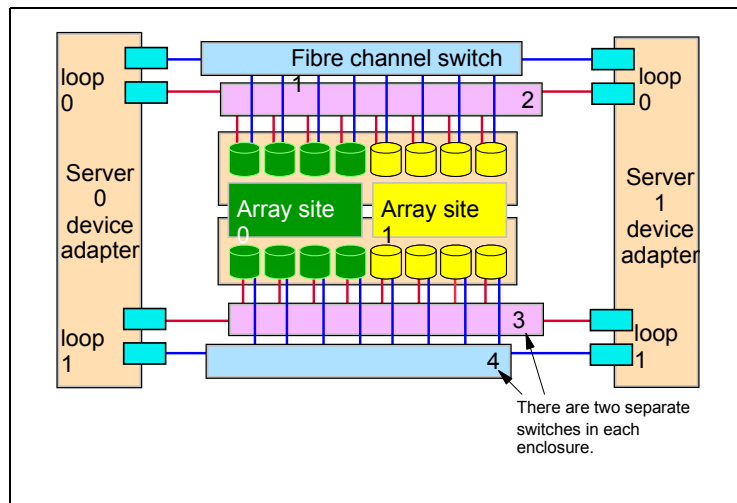 Fibre channel switch
1
loop
0
2
loop
0
Server
0
device
adapter
Array site
0
Array site
1
Server
1
device
adapter
loop
1
3
loop
1
4
There are two separate
switches in each
enclosure.